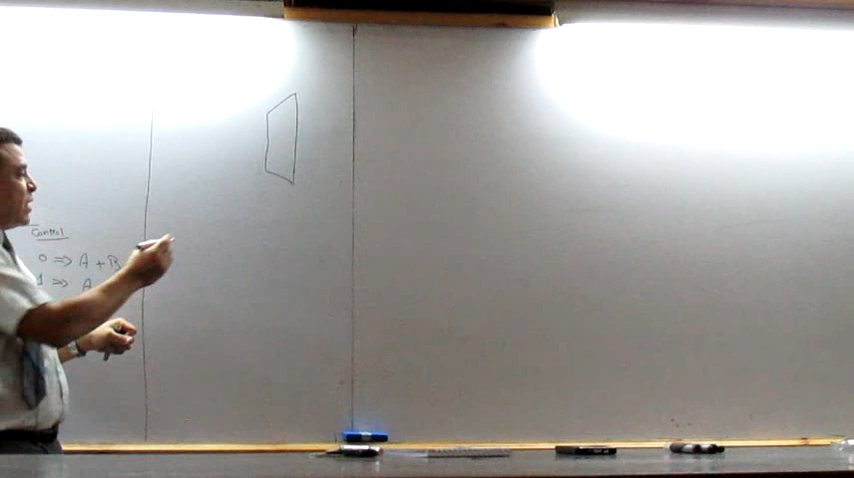 Control
0 ⇒ A + B
1 ⇒ A